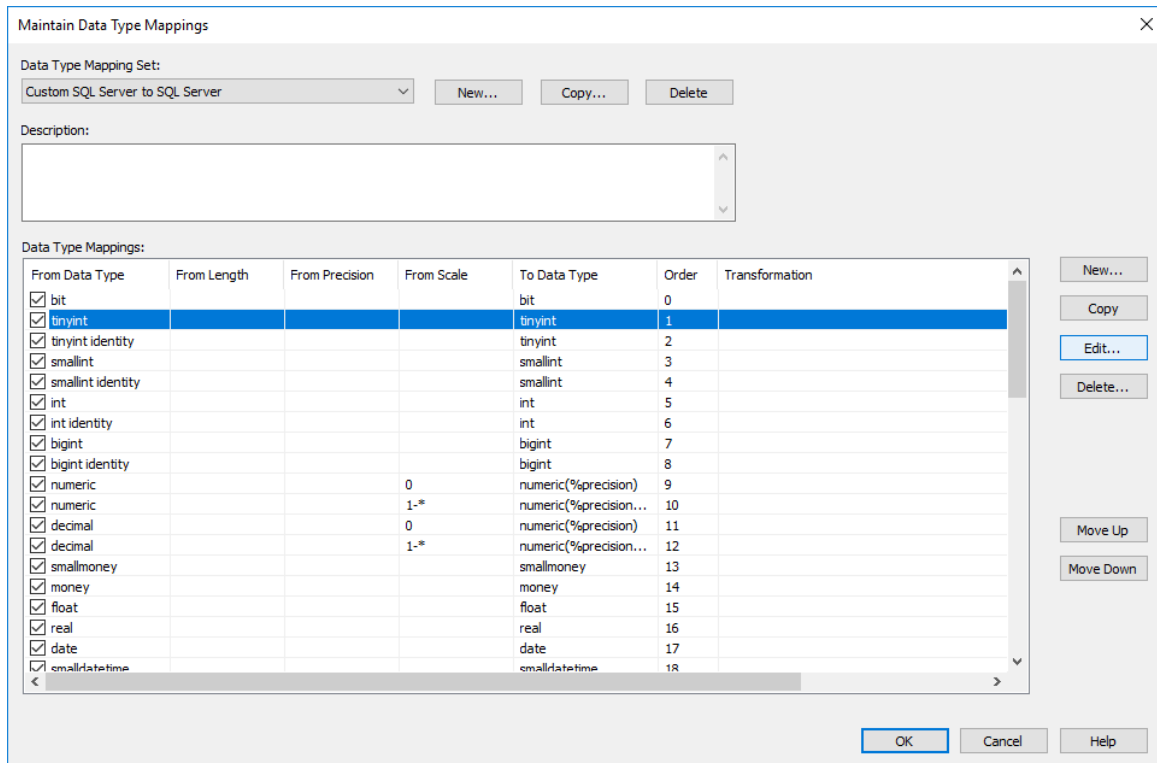 Maintain Data Type Mappings
Data Type Mapping Set:
Custom SQL Server to SQL Server New... Copy... Delete
Description:
Data Type Mappings:
From Data Type From Length From Precision From Scale To Data Type Order Transformation New...
bit bit 0
tinyint tinyint 1 Copy
tinyint identity tinyint 2
smallint smallint 3 Edit...
smallint identity smallint 4
int int 5 Delete...
int identity int 6
bigint bigint 7
bigint identity bigint 8
numeric 0 numeric(%precision) 9
numeric 1-* numeric(%precision... 10
decimal 0 numeric(%precision) 11 Move Up
decimal 1-* numeric(%precision... 12
smallmoney smallmoney 13 Move Down
money money 14
float float 15
real real 16
date date 17
smalldatetime smalldatetime 18
OK Cancel Help